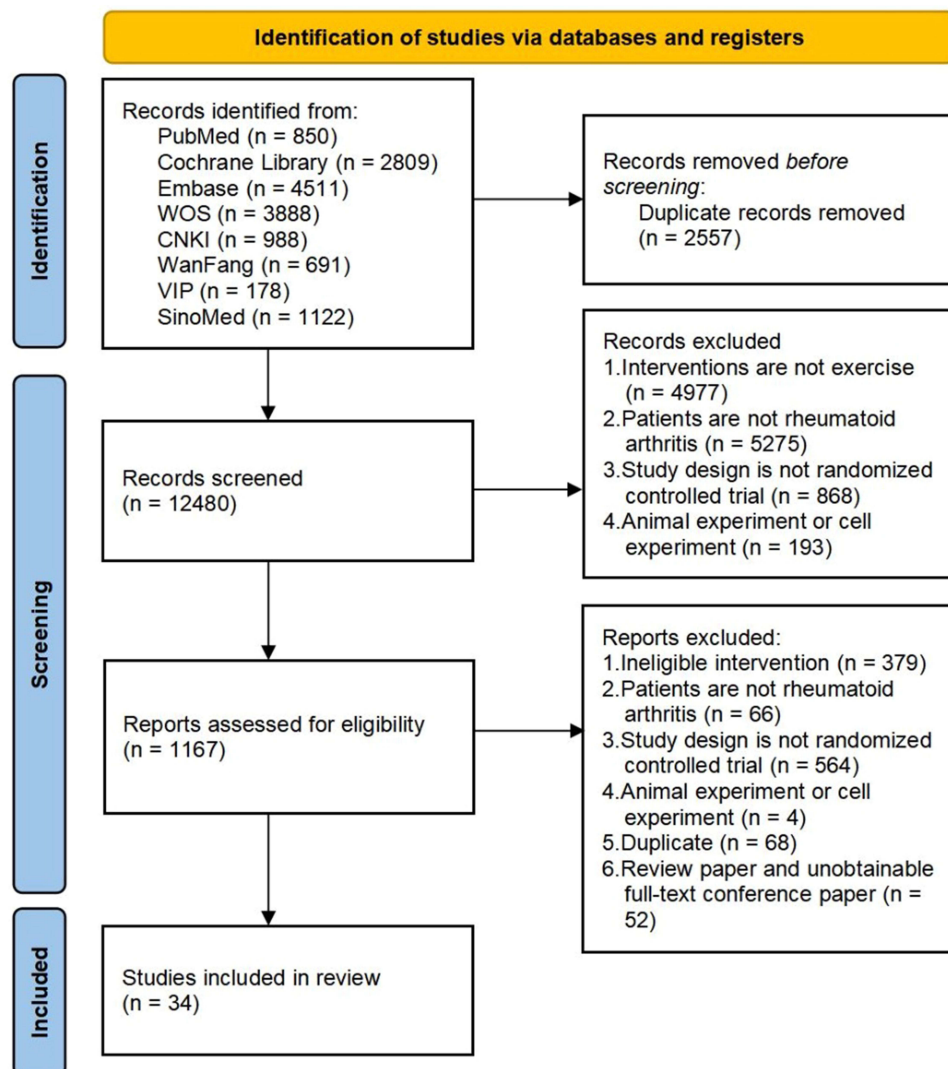 Identification of studies via databases and registers
Identification
Records identified from:
PubMed (n = 850)
Cochrane Library (n = 2809)
Embase (n = 4511)
WOS (n = 3888)
CNKI (n = 988)
WanFang (n = 691)
VIP (n = 178)
SinoMed (n = 1122)
Records removed before
screening:
Duplicate records removed
(n = 2557)
Screening
Records screened
(n = 12480)
Records excluded
1.Interventions are not exercise
(n = 4977)
2.Patients are not rheumatoid
arthritis (n = 5275)
3.Study design is not randomized
controlled trial (n = 868)
4.Animal experiment or cell
experiment (n = 193)
Reports assessed for eligibility
(n = 1167)
Reports excluded:
1.Ineligible intervention (n = 379)
2.Patients are not rheumatoid
arthritis (n = 66)
3.Study design is not randomized
controlled trial (n = 564)
4.Animal experiment or cell
experiment (n = 4)
5.Duplicate (n = 68)
6.Review paper and unobtainable
full-text conference paper (n =
52)
Included
Studies included in review
(n = 34)